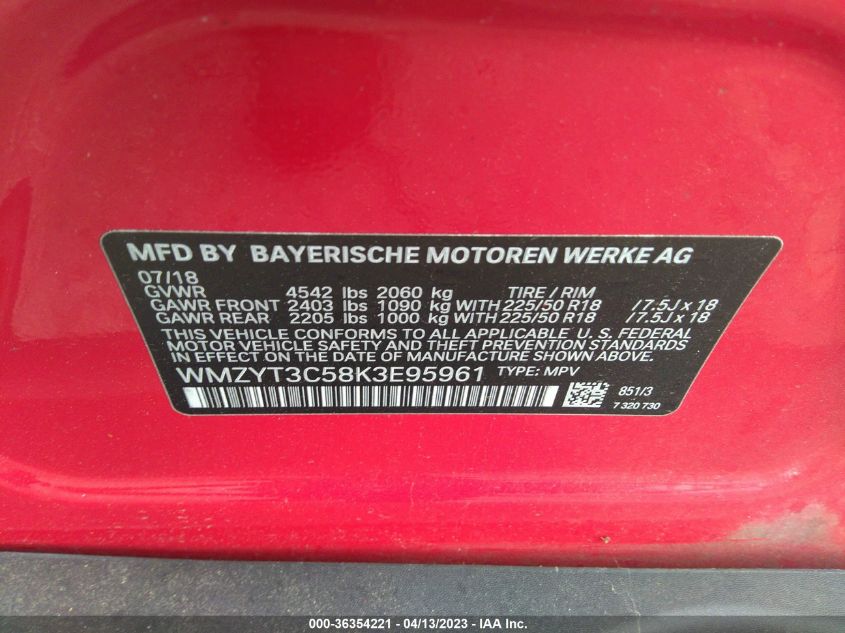 MFD BY BAYERISCHE MOTOREN WERKE AG
07/18
GVWR 4542 lbs 2060 kg TIRE / RIM
GAWR FRONT 2403 lbs 1090 kg WITH 225/50 R18 / 7.5J x 18
GAWR REAR 2205 lbs 1000 kg WITH 225/50 R18 / 7.5J x 18
THIS VEHICLE CONFORMS TO ALL APPLICABLE U. S. FEDERAL
MOTOR VEHICLE SAFETY AND THEFT PREVENTION
STANDARDS IN EFFECT ON THE DATE OF MANUFACTURE SHOWN ABOVE.
WMZYT3C58K3E95961 TYPE: MPV
851/3
7 320 730
000-36354221 - 04/13/2023 - IAA Inc.